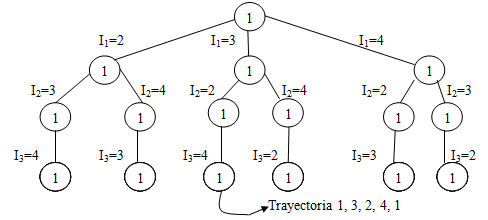 1
I₁=2 I₁=3 I₁=4
1 1 1
I₂=3 I₂=4 I₂=2 I₂=4 I₂=2 I₂=3
1 1 1 1 1 1
I₃=4 I₃=3 I₃=4 I₃=2 I₃=3 I₃=2
1 1 1 1 1 1
Trayectoria 1, 3, 2, 4, 1